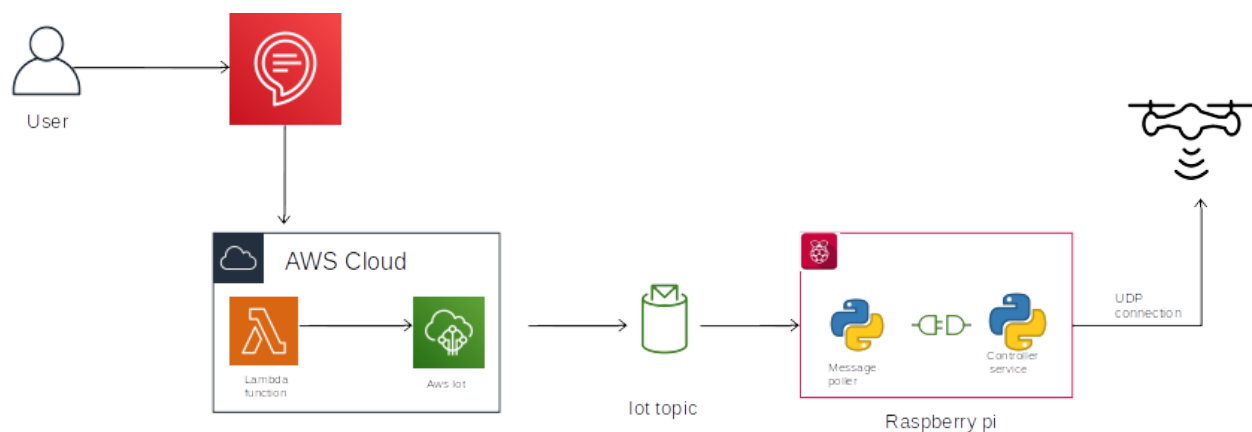 User
AWS Cloud
Lambda
function
Aws Iot
Iot topic
Message
poller
Controller
service
Raspberry pi
UDP
connection